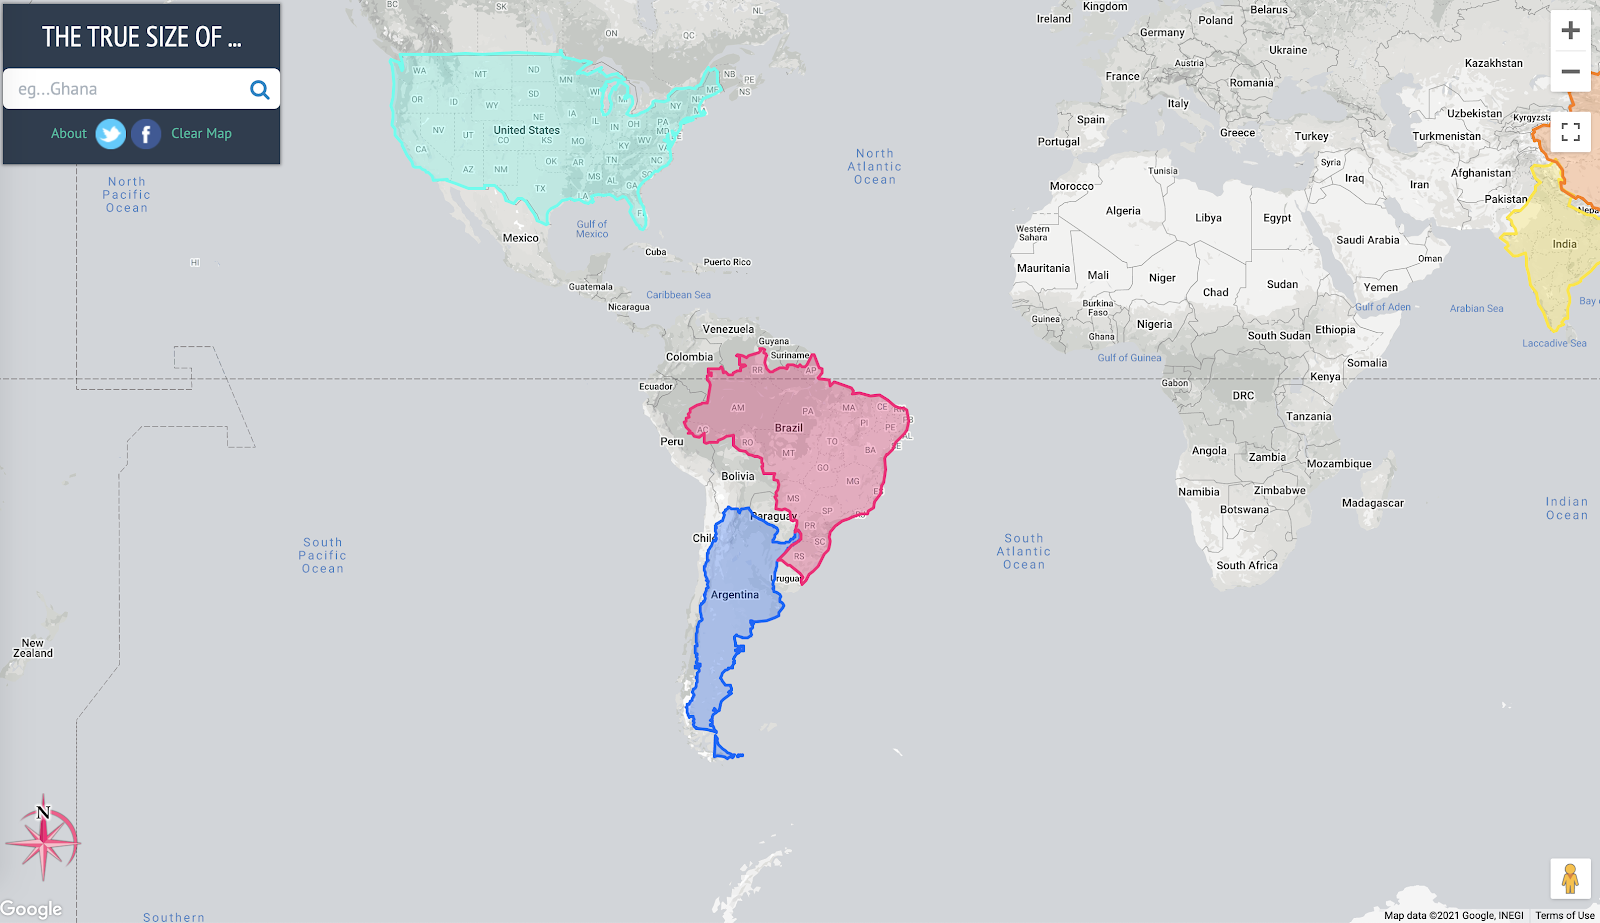 THE TRUE SIZE OF ...
eg...Ghana
About
Clear Map
BC
SK
ON
QC
NL
NB
PE
NS
WA
MT
ND
MN
OR
ID
WY
SD
WI
MI
NY
NH
ME
NE
IA
IL
IN
OH
PA
MD
NV
UT
CO
KS
MO
KY
WV
VA
CA
AZ
NM
OK
AR
TN
NC
SC
MS
AL
GA
TX
LA
FL
United States
HI
North
Pacific
Ocean
North
Atlantic
Ocean
Gulf of
Mexico
Mexico
Cuba
Puerto Rico
Guatemala
Caribbean Sea
Nicaragua
Venezuela
Guyana
Suriname
Colombia
Ecuador
RR
AP
AM
PA
MA
CE
PI
PE
AC
RO
TO
BA
MT
GO
MG
MS
SP
PR
SC
RS
Brazil
Peru
Bolivia
Paraguay
Chil
Uruguay
Argentina
South
Pacific
Ocean
South
Atlantic
Ocean
Indian
Ocean
New
Zealand
Southern
Ireland
Kingdom
Belarus
Poland
Germany
Ukraine
Austria
France
Romania
Kazakhstan
Italy
Spain
Portugal
Greece
Turkey
Uzbekistan
Kyrgyzsta
Turkmenistan
Syria
Iraq
Iran
Afghanistan
Pakistan
Nepa
India
Tunisia
Morocco
Algeria
Libya
Egypt
Western
Sahara
Saudi Arabia
Oman
Mauritania
Mali
Niger
Chad
Sudan
Yemen
Gulf of Aden
Arabian Sea
Bay
Laccadive Sea
Burkina
Faso
Guinea
Ghana
Nigeria
South Sudan
Ethiopia
Gulf of Guinea
Somalia
Kenya
Gabon
DRC
Tanzania
Angola
Zambia
Mozambique
Namibia
Zimbabwe
Botswana
Madagascar
South Africa
N
Google
Map data ©2021 Google, INEGI
Terms of Use